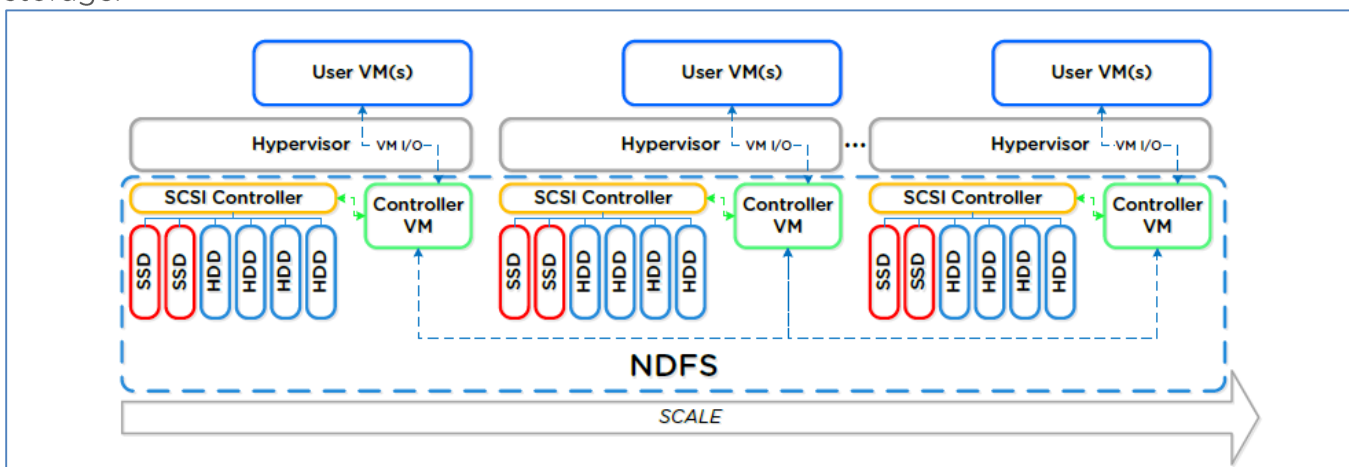 storage.
User VM(s) User VM(s) User VM(s)
Hypervisor VM I/O Hypervisor VM I/O ... Hypervisor VM I/O
SCSI Controller SCSI Controller SCSI Controller
Controller VM Controller VM Controller VM
SSD SSD HDD HDD HDD HDD SSD SSD HDD HDD HDD HDD SSD SSD HDD HDD HDD HDD
NDFS
SCALE